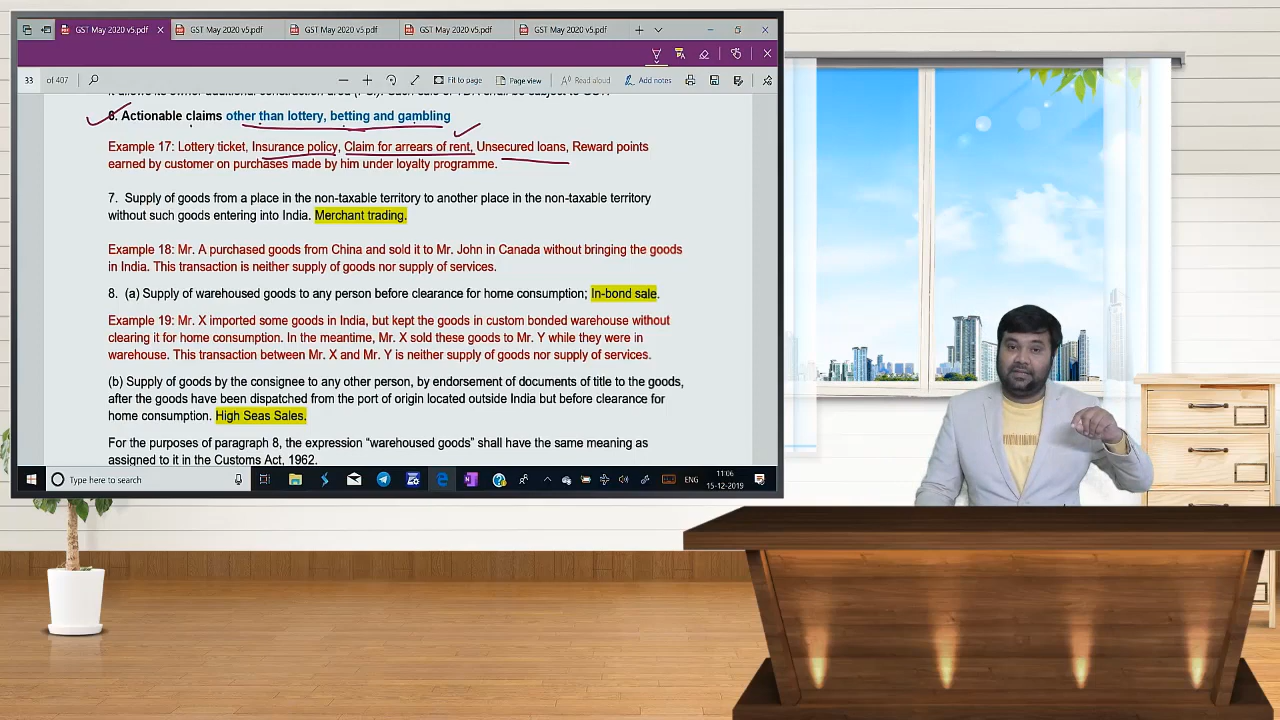 GST May 2020 v5.pdf
GST May 2020 v5.pdf
GST May 2020 v5.pdf
GST May 2020 v5.pdf
GST May 2020 v5.pdf
33 of 407
Fit to page
Page view
Read aloud
Add notes
6. Actionable claims other than lottery, betting and gambling
Example 17: Lottery ticket, Insurance policy, Claim for arrears of rent, Unsecured loans, Reward points
earned by customer on purchases made by him under loyalty programme.
7. Supply of goods from a place in the non-taxable territory to another place in the non-taxable territory
without such goods entering into India. Merchant trading.
Example 18: Mr. A purchased goods from China and sold it to Mr. John in Canada without bringing the goods
in India. This transaction is neither supply of goods nor supply of services.
8. (a) Supply of warehoused goods to any person before clearance for home consumption; In-bond sale.
Example 19: Mr. X imported some goods in India, but kept the goods in custom bonded warehouse without
clearing it for home consumption. In the meantime, Mr. X sold these goods to Mr. Y while they were in
warehouse. This transaction between Mr. X and Mr. Y is neither supply of goods nor supply of services.
(b) Supply of goods by the consignee to any other person, by endorsement of documents of title to the goods,
after the goods have been dispatched from the port of origin located outside India but before clearance for
home consumption. High Seas Sales.
For the purposes of paragraph 8, the expression “warehoused goods” shall have the same meaning as
assigned to it in the Customs Act, 1962.
Type here to search
ENG
11:06
15-12-2019